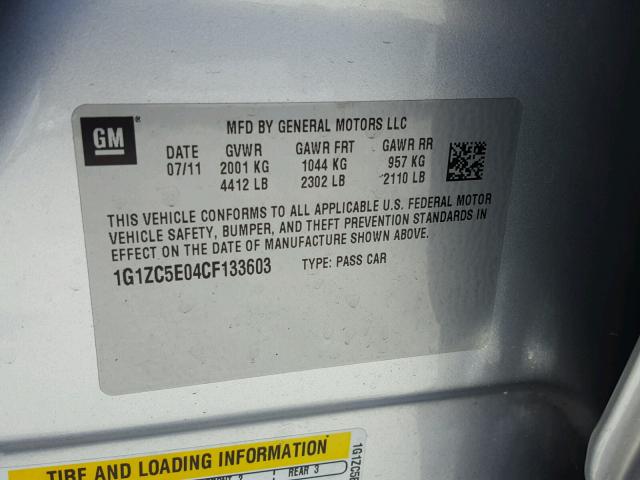 GM ®
MFD BY GENERAL MOTORS LLC
DATE GVWR GAWR FRT GAWR RR
07/11 2001 KG 1044 KG 957 KG
4412 LB 2302 LB 2110 LB
THIS VEHICLE CONFORMS TO ALL APPLICABLE U.S. FEDERAL MOTOR
VEHICLE SAFETY, BUMPER, AND THEFT PREVENTION STANDARDS IN
EFFECT ON THE DATE OF MANUFACTURE SHOWN ABOVE.
1G1ZC5E04CF133603 TYPE: PASS CAR
TIRE AND LOADING INFORMATION
REAR 3
1G1ZC5